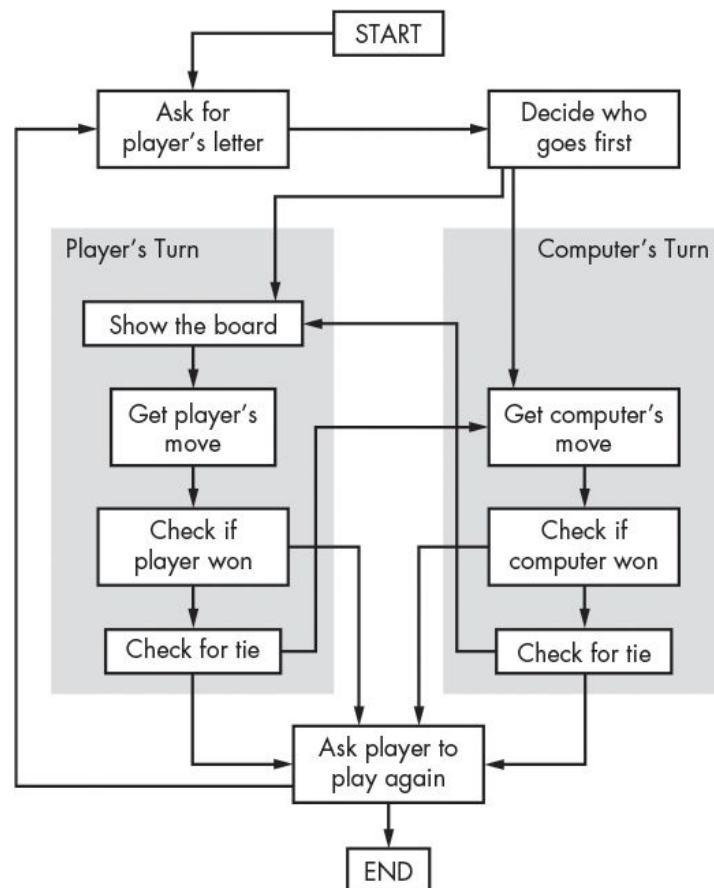 START
Ask for
player’s letter
Decide who
goes first
Player’s Turn
Computer’s Turn
Show the board
Get player’s
move
Get computer’s
move
Check if
player won
Check if
computer won
Check for tie
Check for tie
Ask player to
play again
END